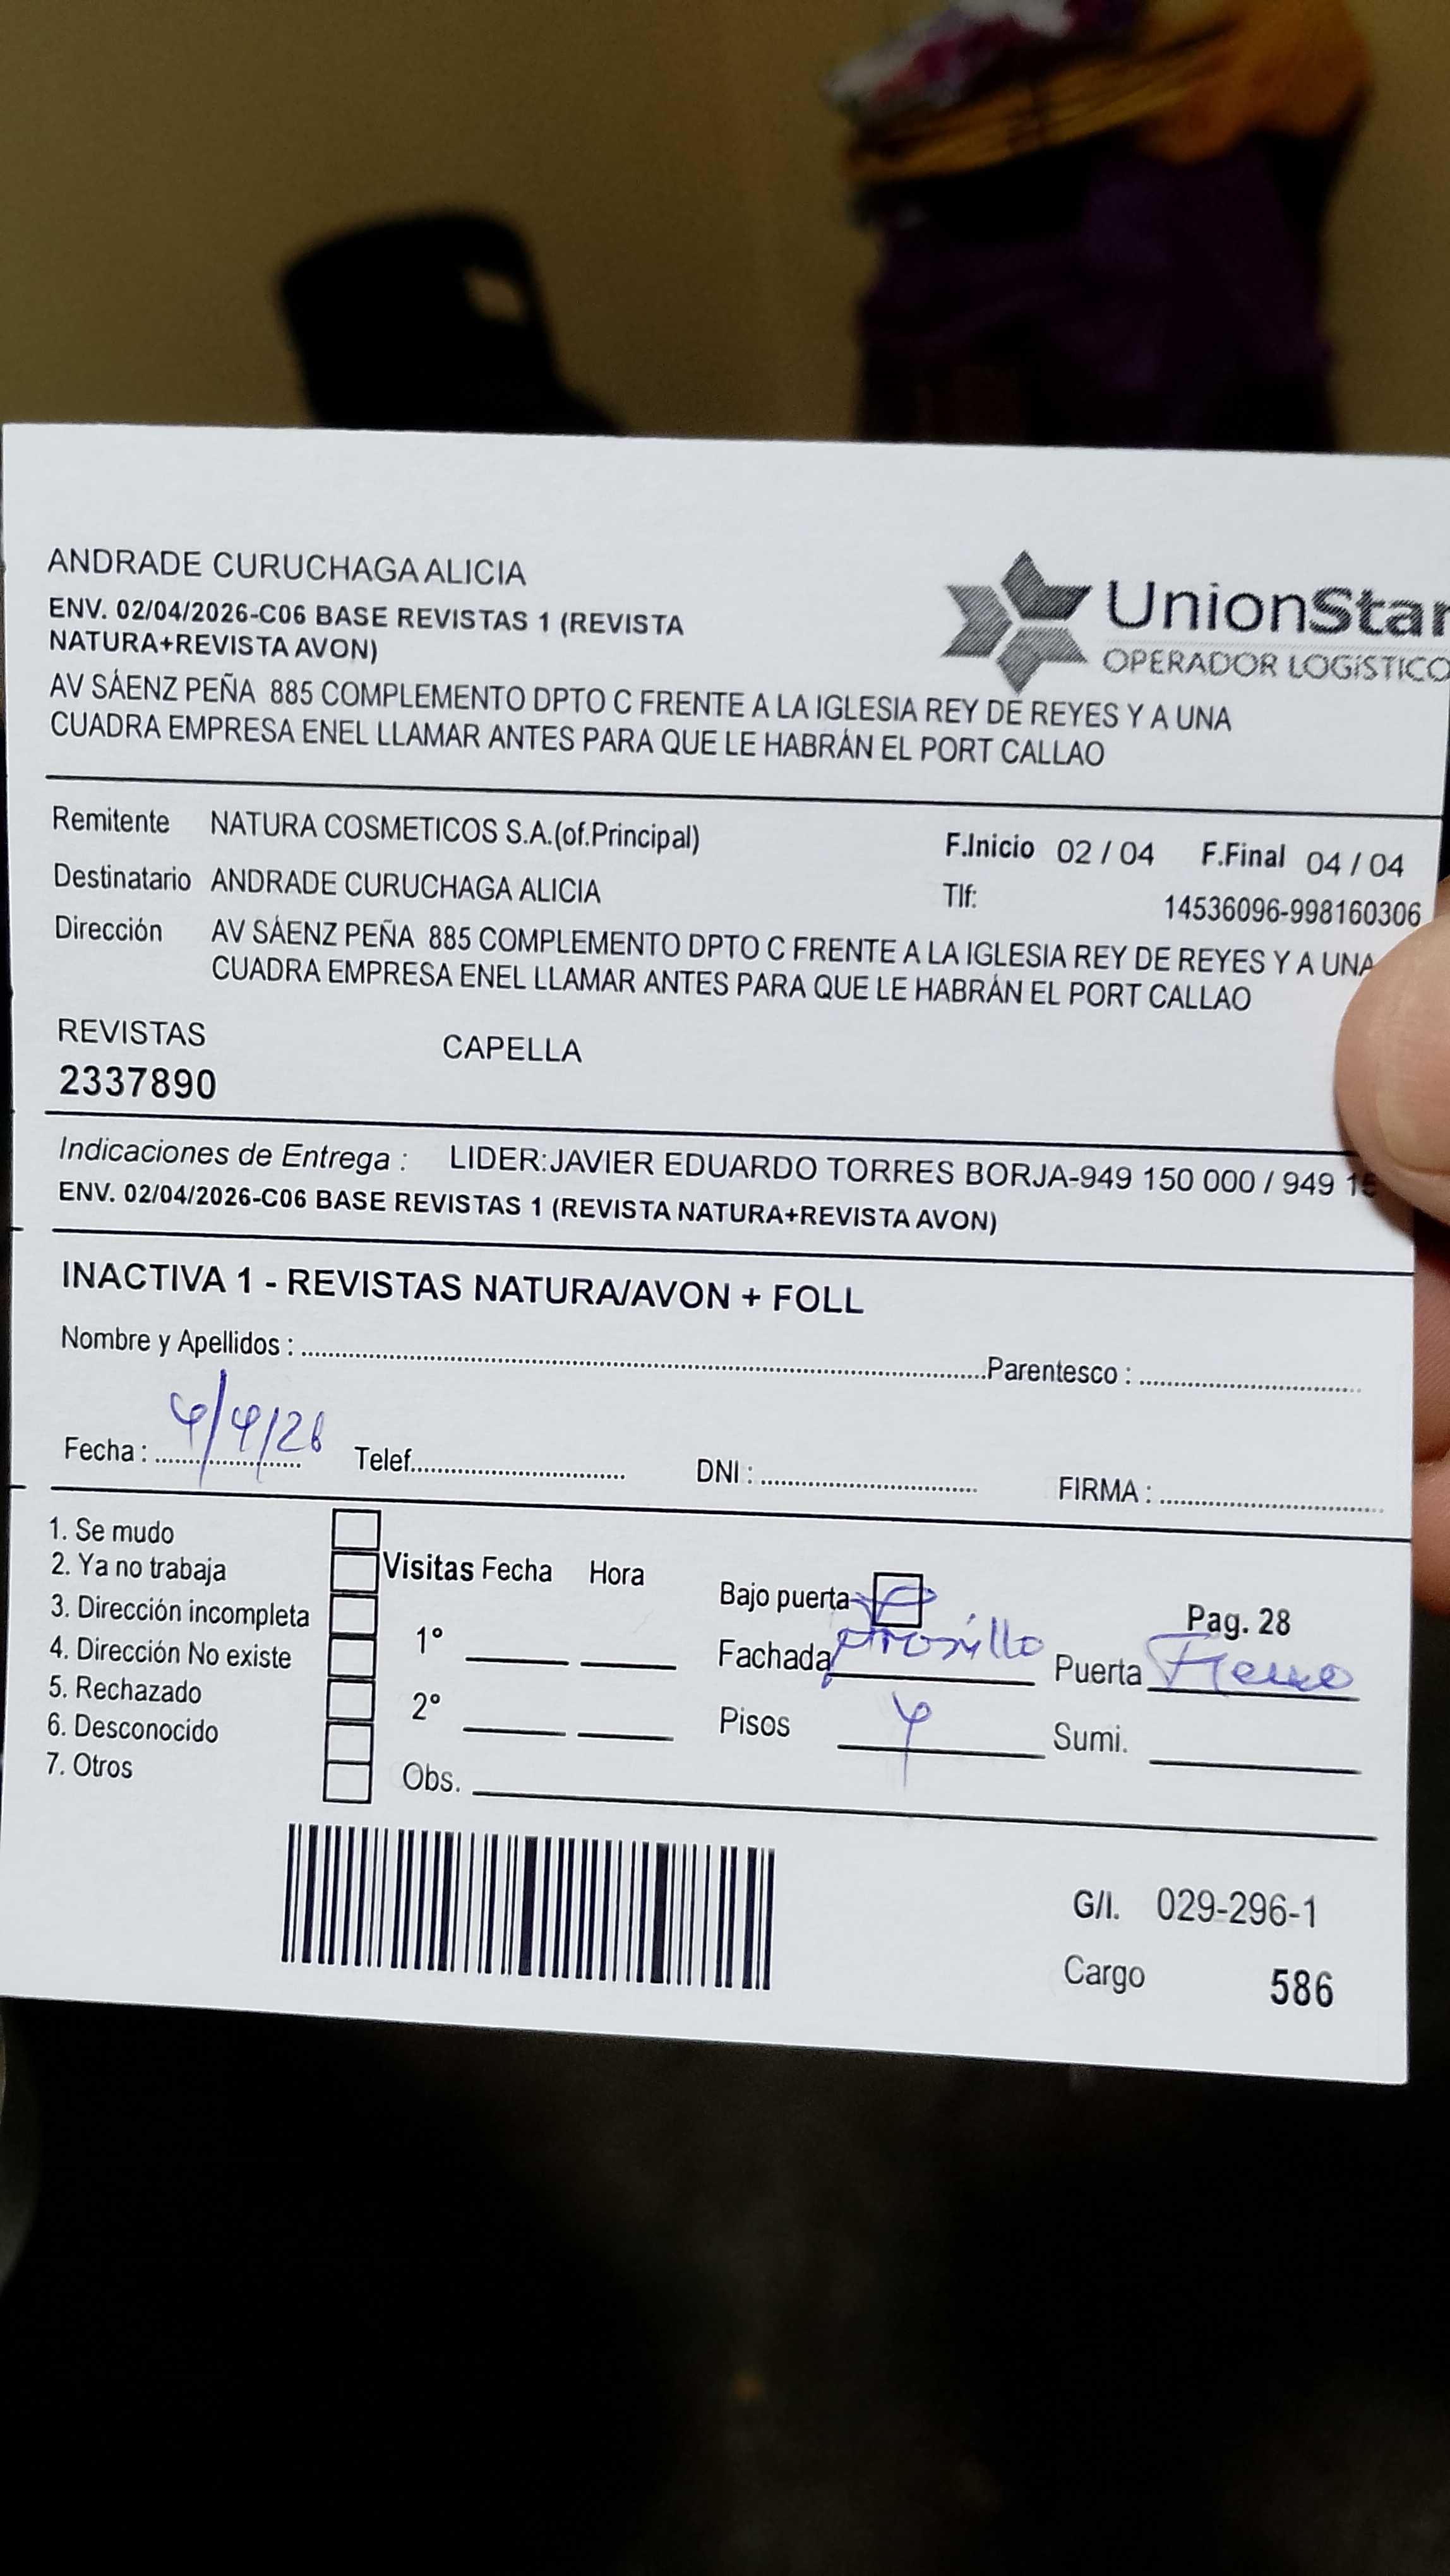 ANDRADE CURUCHAGA ALICIA
ENV. 02/04/2026-C06 BASE REVISTAS 1 (REVISTA
NATURA+REVISTA AVON)
AV SÁENZ PEÑA 885 COMPLEMENTO DPTO C FRENTE A LA IGLESIA REY DE REYES Y A UNA
CUADRA EMPRESA ENEL LLAMAR ANTES PARA QUE LE HABRÁN EL PORT CALLAO
UnionStar
OPERADOR LOGÍSTICO
Remitente NATURA COSMETICOS S.A.(of.Principal)
F.Inicio 02 / 04 F.Final 04 / 04
Destinatario ANDRADE CURUCHAGA ALICIA
Tlf: 14536096-998160306
Dirección AV SÁENZ PEÑA 885 COMPLEMENTO DPTO C FRENTE A LA IGLESIA REY DE REYES Y A UNA
CUADRA EMPRESA ENEL LLAMAR ANTES PARA QUE LE HABRÁN EL PORT CALLAO
REVISTAS CAPELLA
2337890
Indicaciones de Entrega : LIDER:JAVIER EDUARDO TORRES BORJA-949 150 000 / 949
ENV. 02/04/2026-C06 BASE REVISTAS 1 (REVISTA NATURA+REVISTA AVON)
INACTIVA 1 - REVISTAS NATURA/AVON + FOLL
Nombre y Apellidos : Parentesco :
Fecha : 4/4/26 Telef. DNI : FIRMA :
1. Se mudo
2. Ya no trabaja
3. Dirección incompleta
4. Dirección No existe
5. Rechazado
6. Desconocido
7. Otros
Visitas Fecha Hora
1°
2°
Obs.
Bajo puerta
Pag. 28
Fachada
Puerta
Pisos 4 Sumi.
G/I. 029-296-1
Cargo 586